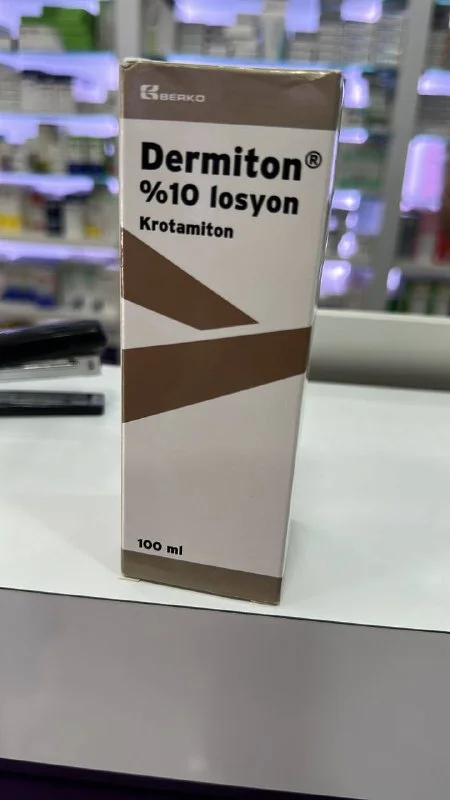 BERKO
Dermiton®
%10 losyon
Krotamiton
100 ml